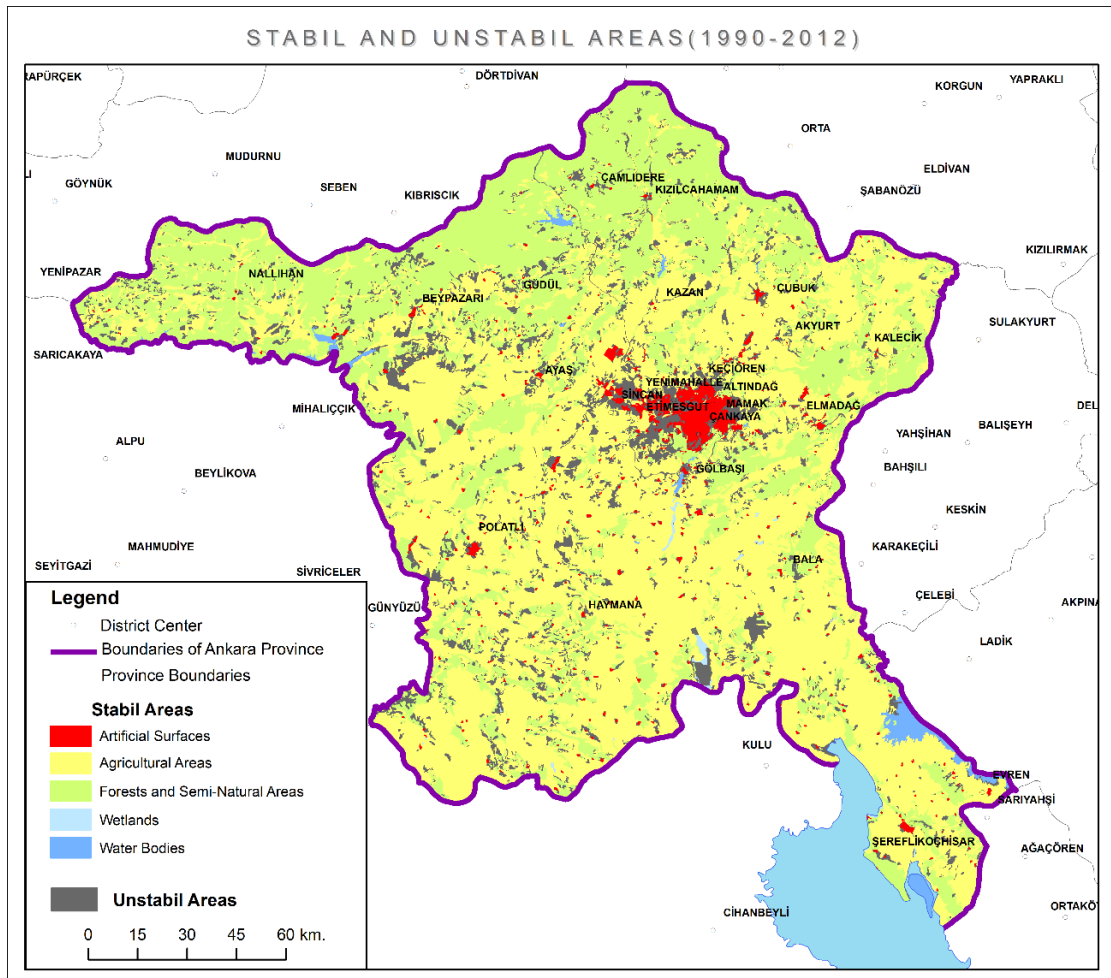 STABIL AND UNSTABIL AREAS(1990-2012)
RAPÜRÇEK
DÖRTDİVAN
YAPRAKLI
KORGUN
ORTA
MUDURNU
ELDİVAN
GÖYNÜK
SEBEN
KIBRISCIK
ÇAMLIDERE
KIZILCAHAMAM
ŞABANÖZÜ
YENİPAZAR
NALLIHAN
KIZILIRMAK
BEYPAZARI
GÜDÜL
KAZAN
ÇUBUK
SULAKYURT
AKYURT
KALECİK
SARICAKAYA
AYAŞ
KEÇİÖREN
YENİMAHALLE
ALTINDAĞ
SİNCAN
MAMAK
DEL
MİHALIÇÇIK
ETİMESGUT
ÇANKAYA
ELMADAĞ
ALPU
YAHŞİHAN
BALIŞEYH
BEYLİKOVA
GÖLBAŞI
BAHŞILI
KESKİN
POLATLI
MAHMUDİYE
KARAKEÇİLİ
SEYİTGAZİ
SİVRİCELER
BALA
GÜNYÜZÜ
HAYMANA
ÇELEBİ
AKPINA
LADİK
KULU
EVREN
SARIYAHŞİ
ŞEREFLİKOÇHİSAR
AĞAÇÖREN
CİHANBEYLİ
ORTAKÖY
Legend
District Center
Boundaries of Ankara Province
Province Boundaries
Stabil Areas
Artificial Surfaces
Agricultural Areas
Forests and Semi-Natural Areas
Wetlands
Water Bodies
Unstabil Areas
0 15 30 45 60 km.